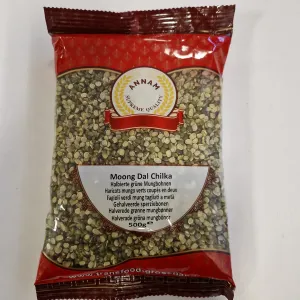 ANNAM
SUPREME QUALITY
Moong Dal Chilka
Halbierte grüne Mungbohnen
Haricots mungo verts coupés en deux
Fagioli verdi mung tagliati a metà
Gehalveerde sperziebonen
Halverede grønne mungbønner
Halverade gröna mungbönor
500g℮